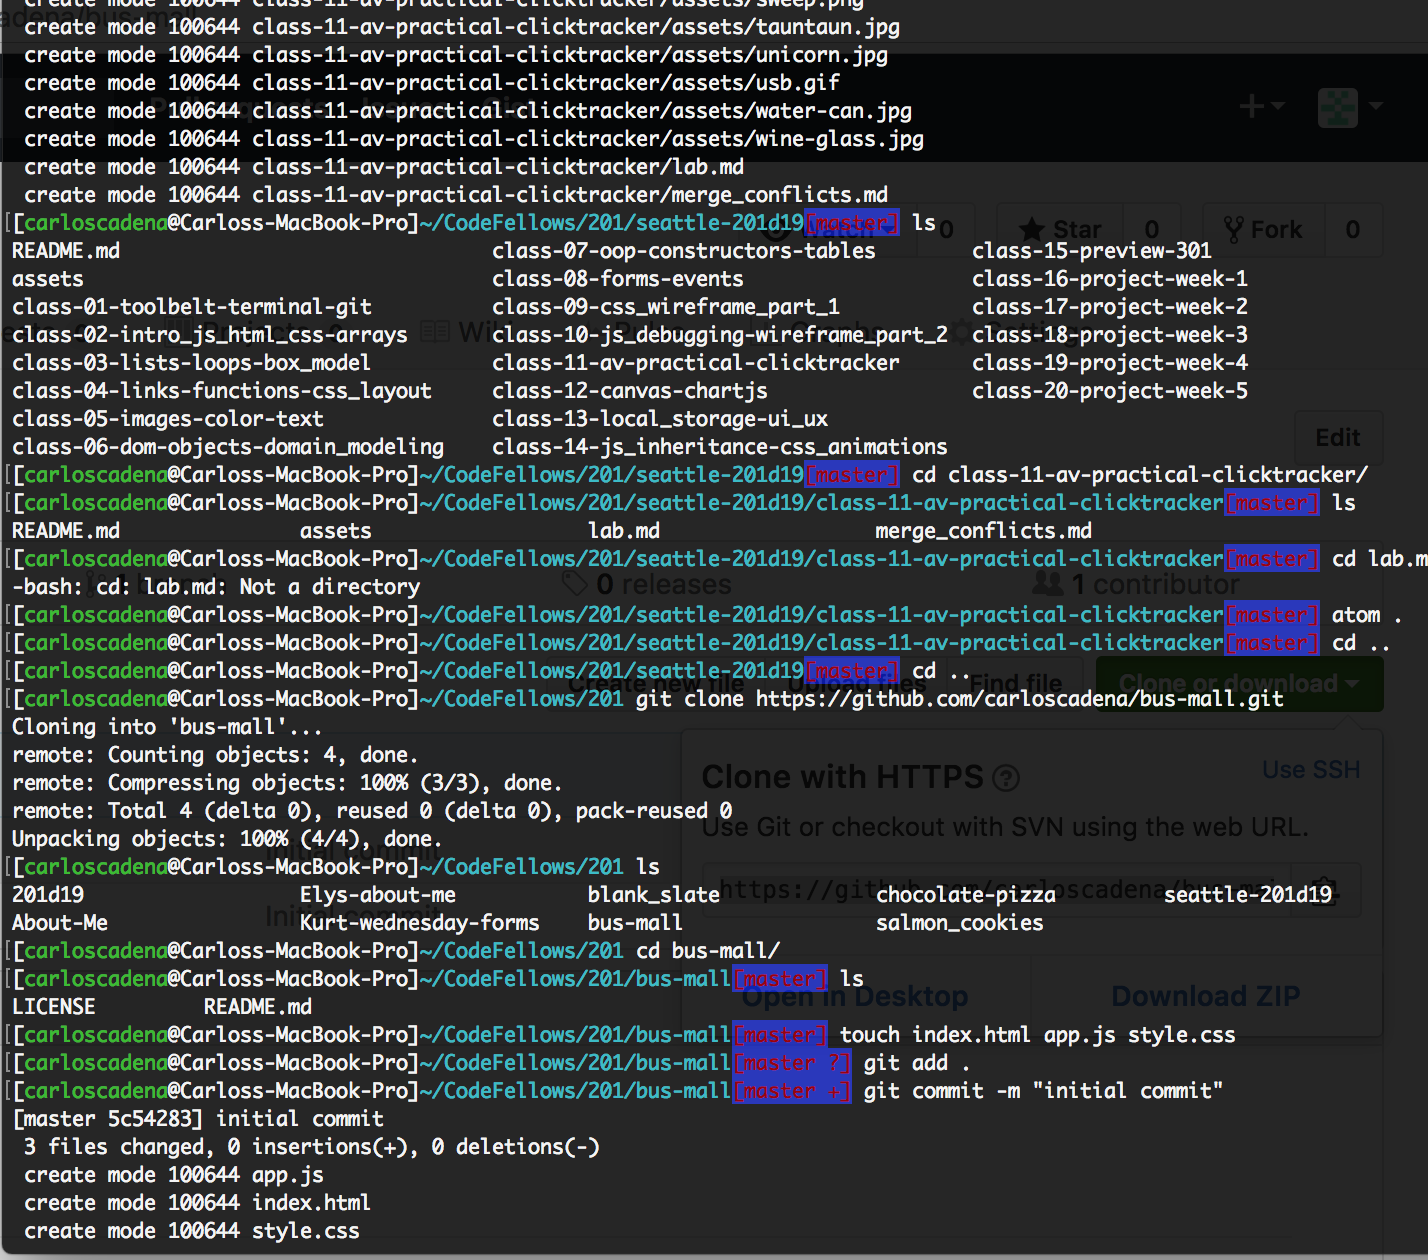 create mode 100644 class-11-av-practical-clicktracker/assets/sweep.png
create mode 100644 class-11-av-practical-clicktracker/assets/tauntaun.jpg
create mode 100644 class-11-av-practical-clicktracker/assets/unicorn.jpg
create mode 100644 class-11-av-practical-clicktracker/assets/usb.gif
create mode 100644 class-11-av-practical-clicktracker/assets/water-can.jpg
create mode 100644 class-11-av-practical-clicktracker/assets/wine-glass.jpg
create mode 100644 class-11-av-practical-clicktracker/lab.md
create mode 100644 class-11-av-practical-clicktracker/merge_conflicts.md
[[carloscadena@Carloss-MacBook-Pro]~/CodeFellows/201/seattle-201d19[master] ls
Watch 0 Star 0 Fork 0
README.md class-07-oop-constructors-tables class-15-preview-301
assets class-08-forms-events class-16-project-week-1
class-01-toolbelt-terminal-git class-09-css_wireframe_part_1 class-17-project-week-2
class-02-intro_js_html_css-arrays class-10-js_debugging-wireframe_part_2 class-18-project-week-3
Projects Wiki Pulse Graphs Settings
class-03-lists-loops-box_model class-11-av-practical-clicktracker class-19-project-week-4
class-04-links-functions-css_layout class-12-canvas-chartjs class-20-project-week-5
class-05-images-color-text class-13-local_storage-ui_ux
class-06-dom-objects-domain_modeling class-14-js_inheritance-css_animations
Edit
[[carloscadena@Carloss-MacBook-Pro]~/CodeFellows/201/seattle-201d19[master] cd class-11-av-practical-clicktracker/
[[carloscadena@Carloss-MacBook-Pro]~/CodeFellows/201/seattle-201d19/class-11-av-practical-clicktracker[master] ls
README.md assets lab.md merge_conflicts.md
[[carloscadena@Carloss-MacBook-Pro]~/CodeFellows/201/seattle-201d19/class-11-av-practical-clicktracker[master] cd lab.m
-bash: cd: lab.md: Not a directory
1 branch 0 releases 1 contributor
[[carloscadena@Carloss-MacBook-Pro]~/CodeFellows/201/seattle-201d19/class-11-av-practical-clicktracker[master] atom .
[[carloscadena@Carloss-MacBook-Pro]~/CodeFellows/201/seattle-201d19/class-11-av-practical-clicktracker[master] cd ..
[[carloscadena@Carloss-MacBook-Pro]~/CodeFellows/201/seattle-201d19[master] cd ..
Create new file Upload files Find file Clone or download
[[carloscadena@Carloss-MacBook-Pro]~/CodeFellows/201 git clone https://github.com/carloscadena/bus-mall.git
Cloning into 'bus-mall'...
remote: Counting objects: 4, done.
Clone with HTTPS Use SSH
remote: Compressing objects: 100% (3/3), done.
remote: Total 4 (delta 0), reused 0 (delta 0), pack-reused 0
Use Git or checkout with SVN using the web URL.
Unpacking objects: 100% (4/4), done.
Initial commit
[[carloscadena@Carloss-MacBook-Pro]~/CodeFellows/201 ls
201d19 Elys-about-me blank_slate chocolate-pizza seattle-201d19
https://github.com/carloscadena/bus-mal
About-Me Kurt-wednesday-forms bus-mall salmon_cookies
Initial commit
[[carloscadena@Carloss-MacBook-Pro]~/CodeFellows/201 cd bus-mall/
[[carloscadena@Carloss-MacBook-Pro]~/CodeFellows/201/bus-mall[master] ls
Open in Desktop Download ZIP
LICENSE README.md
[[carloscadena@Carloss-MacBook-Pro]~/CodeFellows/201/bus-mall[master] touch index.html app.js style.css
[[carloscadena@Carloss-MacBook-Pro]~/CodeFellows/201/bus-mall[master ?] git add .
[[carloscadena@Carloss-MacBook-Pro]~/CodeFellows/201/bus-mall[master +] git commit -m "initial commit"
[master 5c54283] initial commit
3 files changed, 0 insertions(+), 0 deletions(-)
create mode 100644 app.js
create mode 100644 index.html
create mode 100644 style.css